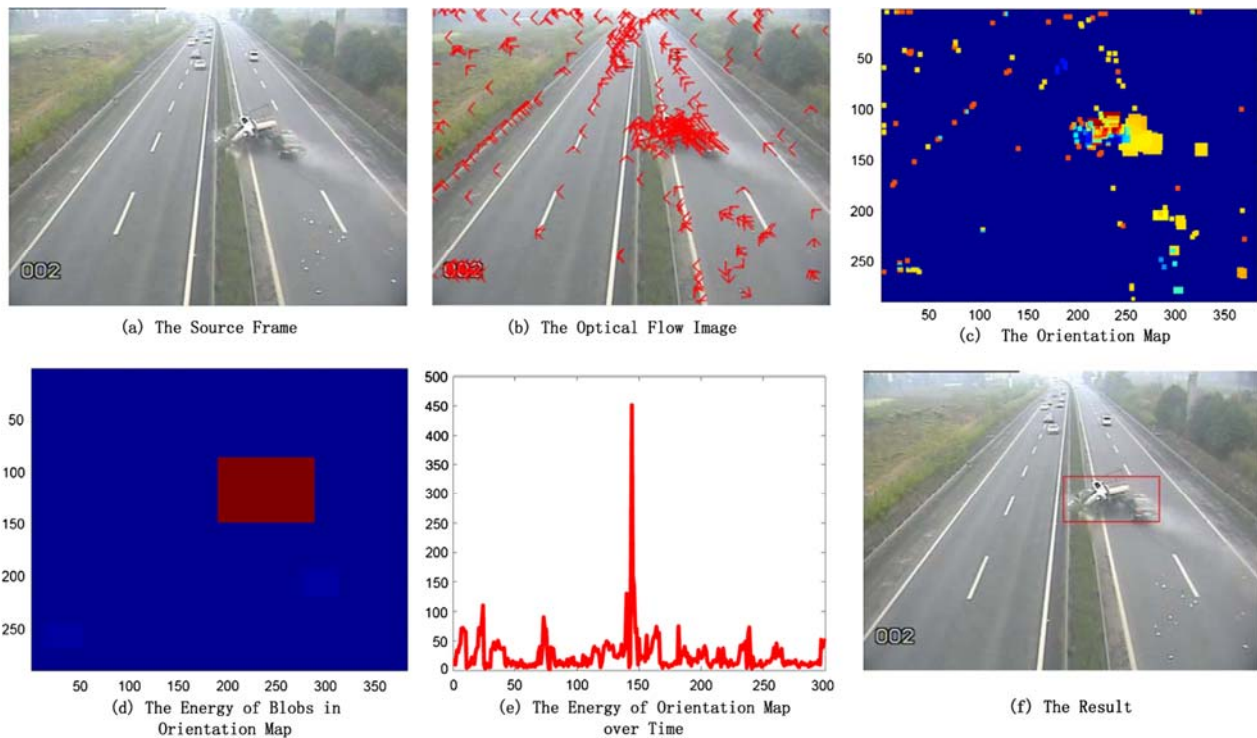 002
(a) The Source Frame
002
(b) The Optical Flow Image
50
100
150
200
250
50 100 150 200 250 300 350
(c) The Orientation Map
50
100
150
200
250
50 100 150 200 250 300 350
(d) The Energy of Blobs in
Orientation Map
500
450
400
350
300
250
200
150
100
50
0
0 50 100 150 200 250 300
(e) The Energy of Orientation Map
over Time
002
(f) The Result